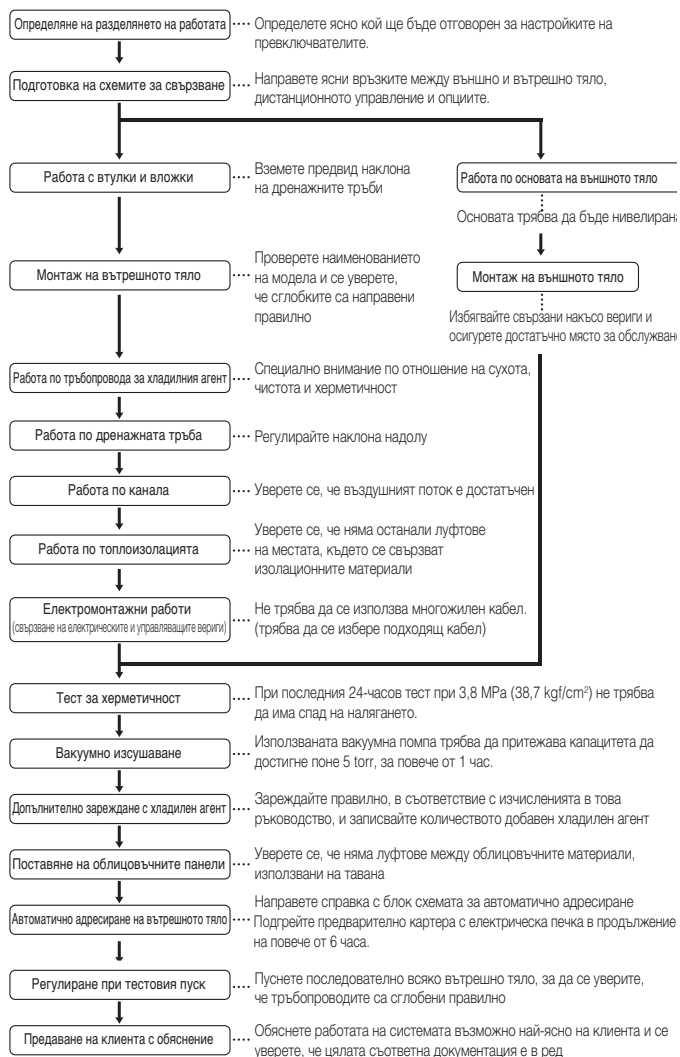 Определяне на разделянето на работата
Определете ясно кой ще бъде отговорен за настройките на
превключвателите.
Подготовка на схемите за свързване
Направете ясни връзките между външно и вътрешно тяло,
дистанционното управление и опциите.
Работа с втулки и вложки
Вземете предвид наклона
на дренажните тръби
Работа по основата на външното тяло
Основата трябва да бъде нивелирана
Монтаж на вътрешното тяло
Проверете наименованието
на модела и се уверете,
че сглобките са направени
правилно
Монтаж на външното тяло
Избягвайте свързани накъсо вериги и
осигурете достатъчно място за обслужване
Работа по тръбопровода за хладилния агент
Специално внимание по отношение на сухота,
чистота и херметичност
Работа по дренажната тръба
Регулирайте наклона надолу
Работа по канала
Уверете се, че въздушният поток е достатъчен
Работа по топлоизолацията
Уверете се, че няма останали луфтове
на местата, където се свързват
изолационните материали
Електромонтажни работи
(свързване на електрическите и управляващите вериги)
Не трябва да се използва многожилен кабел.
(трябва да се избере подходящ кабел)
Тест за херметичност
При последния 24-часов тест при 3,8 MPa (38,7 kgf/cm²) не трябва
да има спад на налягането.
Вакуумно изсушаване
Използваната вакуумна помпа трябва да притежава капацитета да
достигне поне 5 torr, за повече от 1 час.
Допълнително зареждане с хладилен агент
Зареждайте правилно, в съответствие с изчисленията в това
ръководство, и записвайте количеството добавен хладилен агент
Поставяне на облицовъчните панели
Уверете се, че няма луфтове между облицовъчните материали,
използвани на тавана
Автоматично адресиране на вътрешното тяло
Направете справка с блок схемата за автоматично адресиране
Подгрейте предварително картера с електрическа печка в продължение
на повече от 6 часа.
Регулиране при тестовия пуск
Пуснете последователно всяко вътрешно тяло, за да се уверите,
че тръбопроводите са сглобени правилно
Предаване на клиента с обяснение
Обяснете работата на системата възможно най-ясно на клиента и се
уверете, че цялата съответна документация е в ред